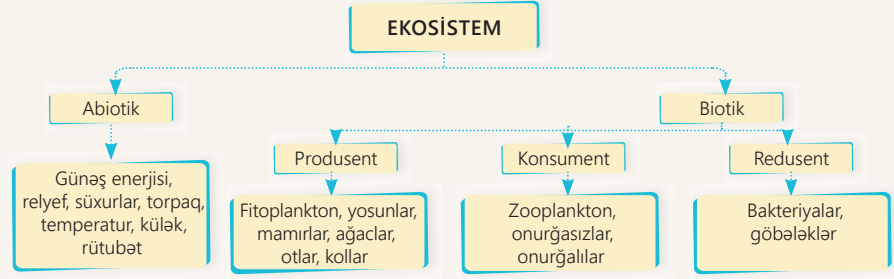 EKOSİSTEM
Abiotik
Biotik
Produsent
Konsument
Redusent
Günəş enerjisi,
relyef, süxurlar, torpaq,
temperatur, külək,
rütubət
Fitoplankton, yosunlar,
mamırlar, ağaclar,
otlar, kollar
Zooplankton,
onurğasızlar,
onurğalılar
Bakteriyalar,
göbələklər